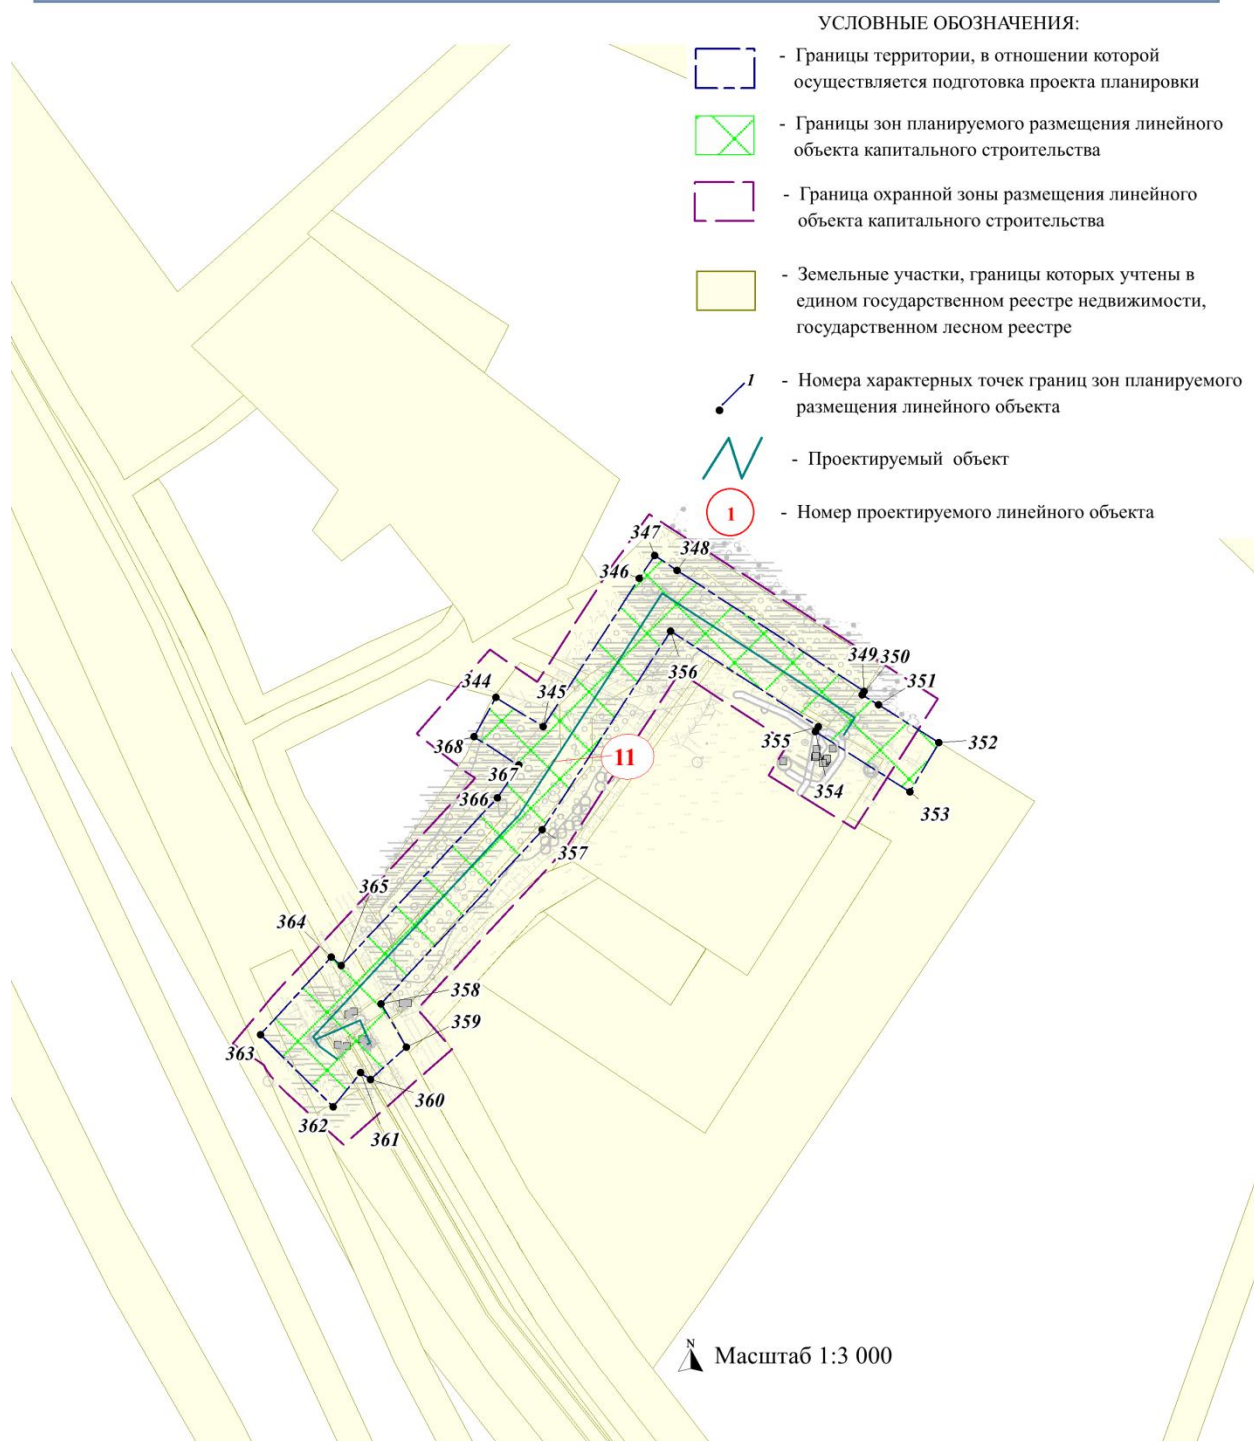 УСЛОВНЫЕ ОБОЗНАЧЕНИЯ:
- Границы территории, в отношении которой
осуществляется подготовка проекта планировки
- Границы зон планируемого размещения линейного
объекта капитального строительства
- Граница охранной зоны размещения линейного
объекта капитального строительства
- Земельные участки, границы которых учтены в
едином государственном реестре недвижимости,
государственном лесном реестре
1 - Номера характерных точек границ зон планируемого
размещения линейного объекта
- Проектируемый объект
1 - Номер проектируемого линейного объекта
347
348
346
349 350
351
356
344
345
355
352
368
11
367
354
366
353
357
365
364
358
359
363
360
362
361
N
Масштаб 1:3 000